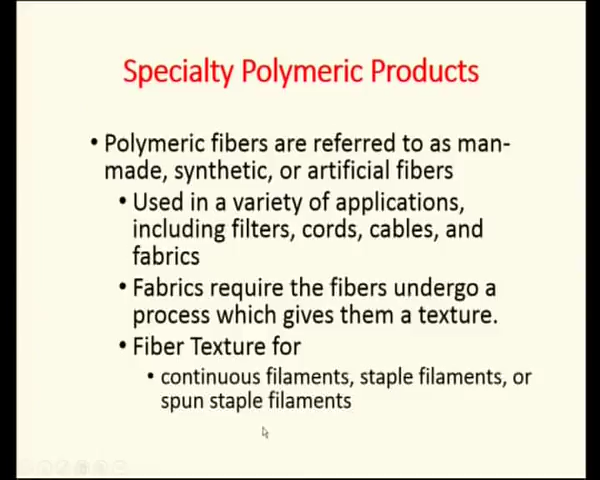 Specialty Polymeric Products
• Polymeric fibers are referred to as man-
made, synthetic, or artificial fibers
• Used in a variety of applications,
including filters, cords, cables, and
fabrics
• Fabrics require the fibers undergo a
process which gives them a texture.
• Fiber Texture for
• continuous filaments, staple filaments, or
spun staple filaments